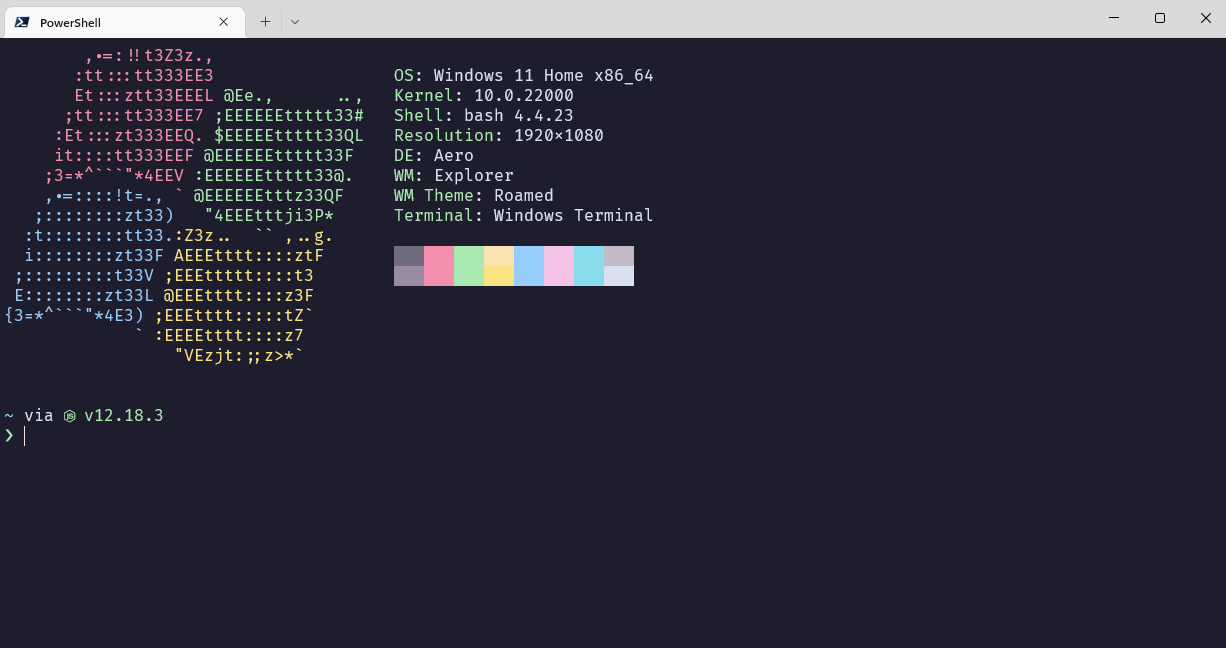 PowerShell
,.=:!!t3Z3z.,
:tt:::tt333EE3
OS: Windows 11 Home x86_64
Et:::ztt33EEEL @Ee., ..,
Kernel: 10.0.22000
;tt:::tt333EE7 ;EEEEEEttttt33#
Shell: bash 4.4.23
:Et:::zt333EEQ. $EEEEEttttt33QL
Resolution: 1920x1080
it::::tt333EEF @EEEEEEttttt33F
DE: Aero
;3=*^```"*4EEV :EEEEEEttttt33@.
WM: Explorer
,.=::::!t=., ` @EEEEEEtttz33QF
WM Theme: Roamed
;::::::::zt33) "4EEEtttji3P*
Terminal: Windows Terminal
:t::::::::tt33.:Z3z.. `` ,..g.
i::::::::zt33F AEEEtttt::::ztF
;:::::::::t33V ;EEEttttt::::t3
E::::::::zt33L @EEEtttt::::z3F
{3=*^```"*4E3) ;EEEtttt:::::tZ`
` :EEEEtttt::::z7
"VEzjt:;;z>*`
~ via v12.18.3
❯